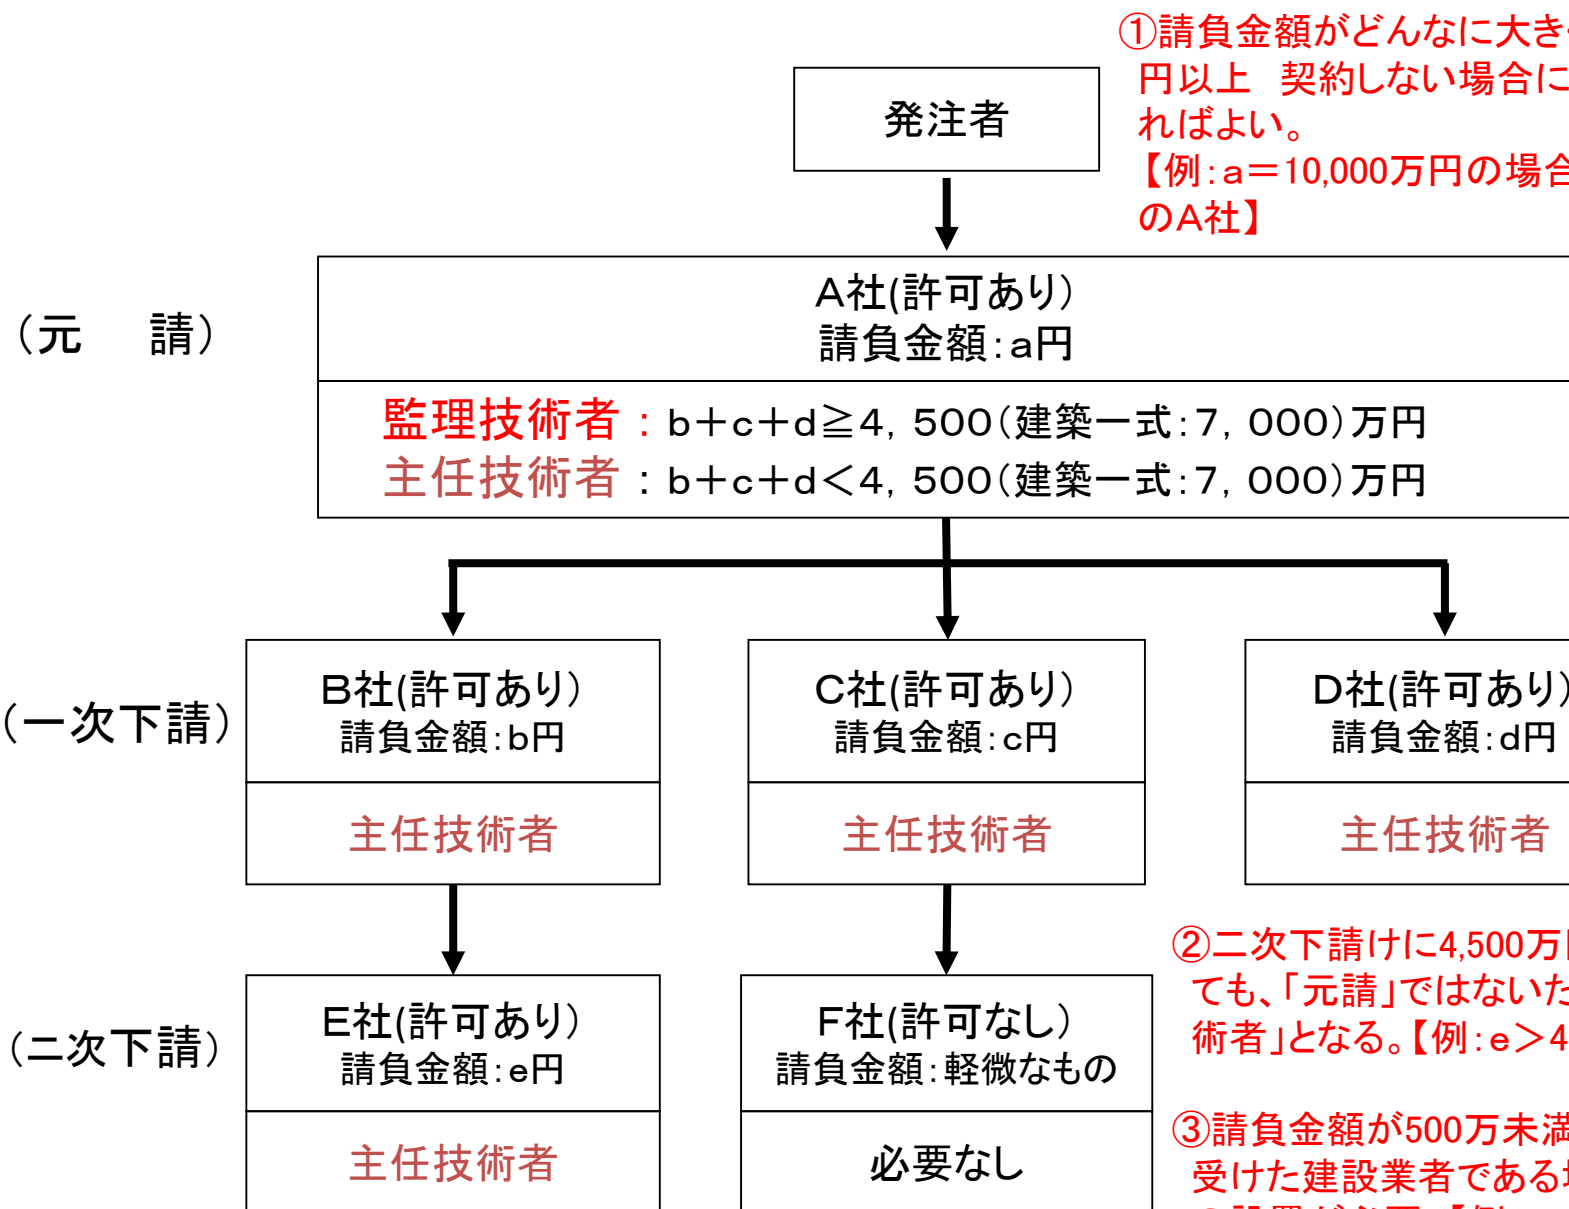 ①請負金額がどんなに大きく
円以上 契約しない場合に
ればよい。
【例:a＝10,000万円の場合
のA社】
発注者
(元 請)
A社(許可あり)
請負金額:a円
監理技術者:b＋c＋d≧4,500(建築一式:7,000)万円
主任技術者:b＋c＋d＜4,500(建築一式:7,000)万円
(一次下請)
B社(許可あり)
請負金額:b円
主任技術者
C社(許可あり)
請負金額:c円
主任技術者
D社(許可あり)
請負金額:d円
主任技術者
(二次下請)
E社(許可あり)
請負金額:e円
主任技術者
F社(許可なし)
請負金額:軽微なもの
必要なし
②二次下請けに4,500万円
ても、「元請」ではないた
術者」となる。【例:e＞4
③請負金額が500万未満
受けた建設業者である場